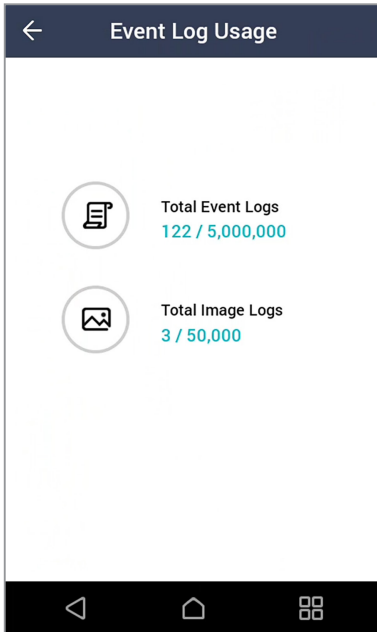 Event Log Usage
Total Event Logs
122 / 5,000,000
Total Image Logs
3 / 50,000